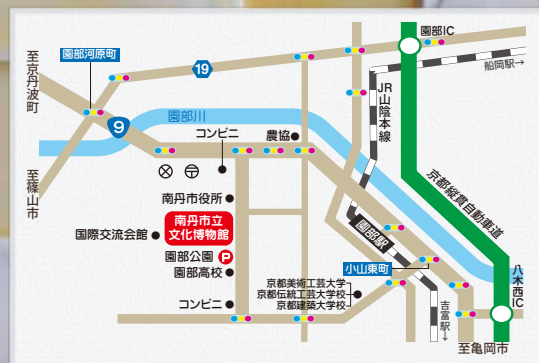 園部IC
船岡駅→
園部河原町
19
至京丹波町
JR山陰本線
9
園部川
コンビニ
農協
至篠山市
南丹市役所
南丹市立
文化博物館
国際交流会館
園部公園
P
園部高校
コンビニ
京都縦貫自動車道
園部駅
小山東町
京都美術工芸大学
京都伝統工芸大学校
京都建築大学校
八木西IC
吉富駅→
至亀岡市